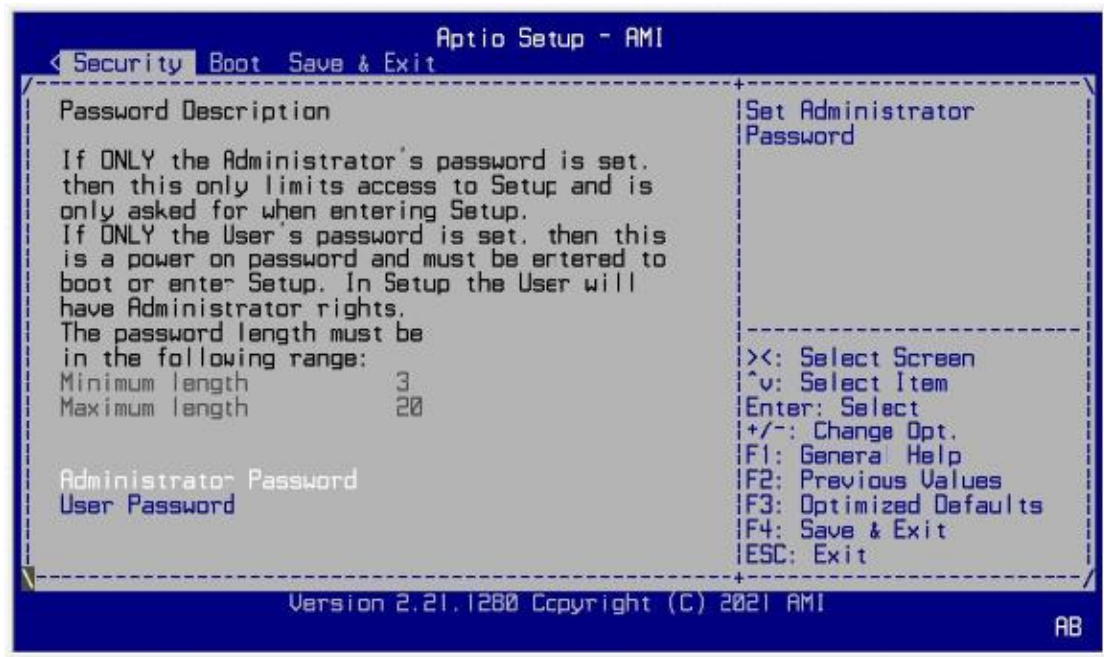 Aptio Setup - AMI
< Security Boot Save & Exit
Password Description
If ONLY the Administrator's password is set.
then this only limits access to Setup and is
only asked for when entering Setup.
If ONLY the User's password is set. then this
is a power on password and must be entered to
boot or enter Setup. In Setup the User will
have Administrator rights.
The password length must be
in the following range:
Minimum length 3
Maximum length 20
Administrator Password
User Password
Set Administrator
Password
><: Select Screen
^v: Select Item
Enter: Select
+/-: Change Opt.
F1: General Help
F2: Previous Values
F3: Optimized Defaults
F4: Save & Exit
ESC: Exit
Version 2.21.1280 Copyright (C) 2021 AMI
AB